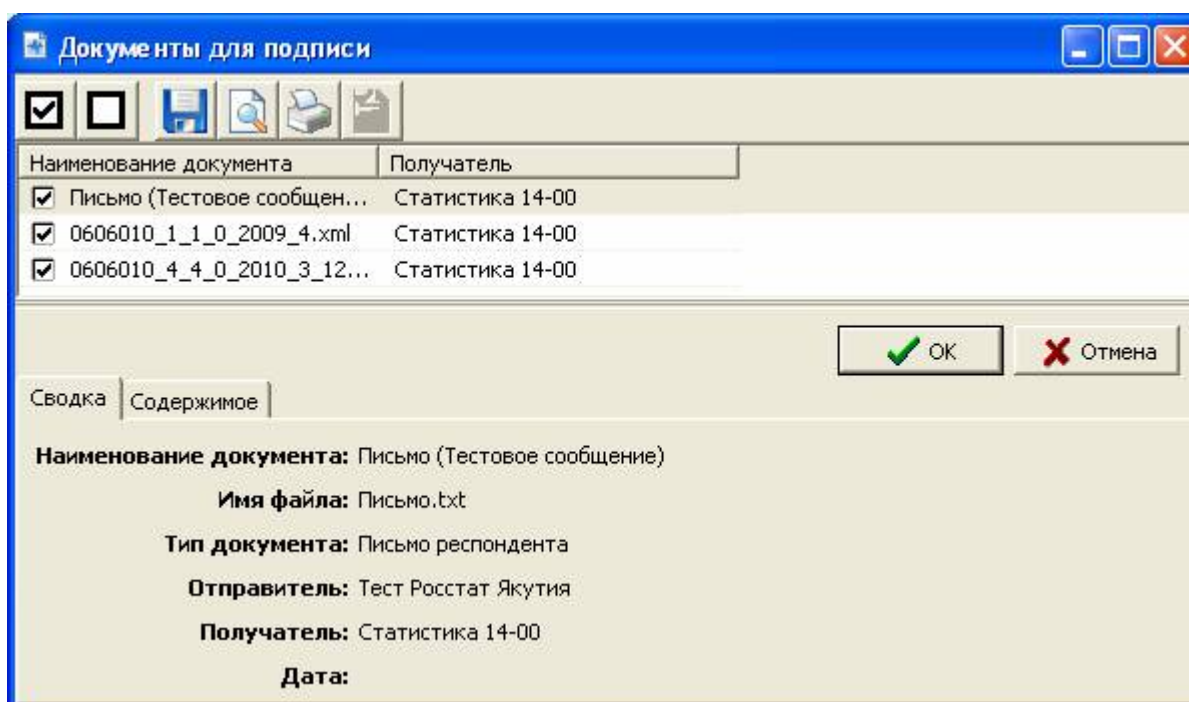 Документы для подписи
Наименование документа Получатель
Письмо (Тестовое сообщен... Статистика 14-00
0606010_1_1_0_2009_4.xml Статистика 14-00
0606010_4_4_0_2010_3_12... Статистика 14-00
ОК Отмена
Сводка Содержимое
Наименование документа: Письмо (Тестовое сообщение)
Имя файла: Письмо.txt
Тип документа: Письмо респондента
Отправитель: Тест Росстат Якутия
Получатель: Статистика 14-00
Дата: